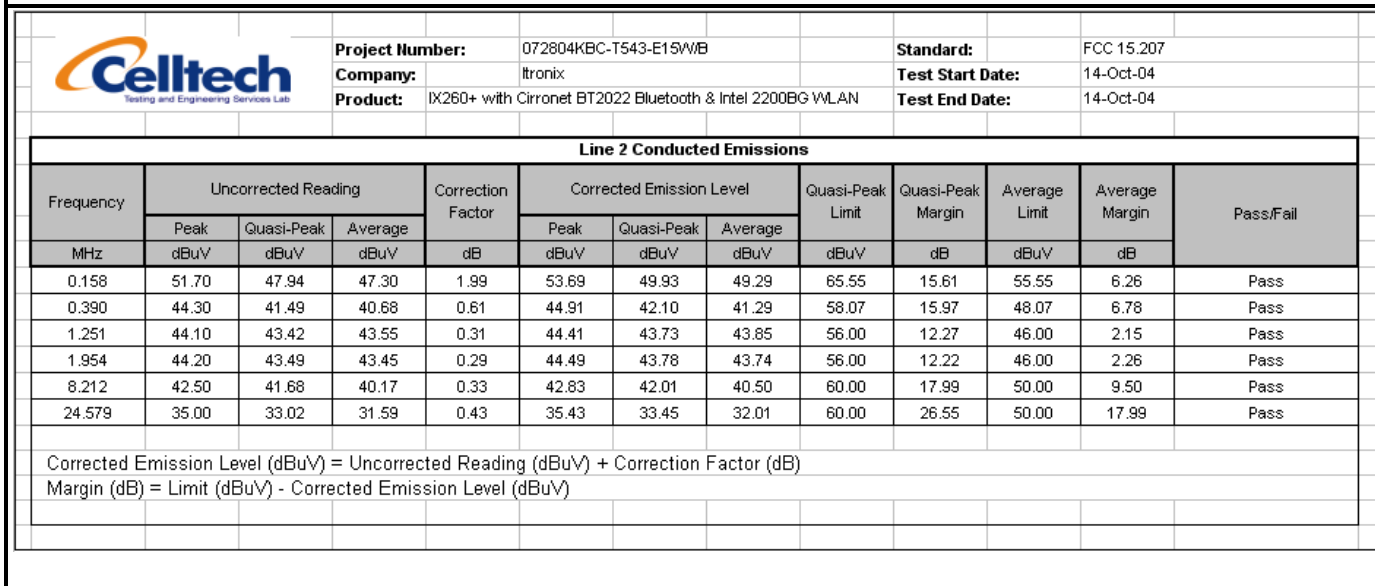 Celltech
Testing and Engineering Services Lab
Project Number: 072804KBC-T543-E15W/B Standard: FCC 15.207
Company: Itronix Test Start Date: 14-Oct-04
Product: IX260+ with Cirronet BT2022 Bluetooth & Intel 2200BG WLAN Test End Date: 14-Oct-04
Line 2 Conducted Emissions
Frequency Uncorrected Reading Correction Factor Corrected Emission Level Quasi-Peak Limit Quasi-Peak Margin Average Limit Average Margin Pass/Fail
Peak Quasi-Peak Average Peak Quasi-Peak Average
MHz dBuV dBuV dBuV dB dBuV dBuV dBuV dBuV dB dBuV dB
0.158 51.70 47.94 47.30 1.99 53.69 49.93 49.29 65.55 15.61 55.55 6.26 Pass
0.390 44.30 41.49 40.68 0.61 44.91 42.10 41.29 58.07 15.97 48.07 6.78 Pass
1.251 44.10 43.42 43.55 0.31 44.41 43.73 43.85 56.00 12.27 46.00 2.15 Pass
1.954 44.20 43.49 43.45 0.29 44.49 43.78 43.74 56.00 12.22 46.00 2.26 Pass
8.212 42.50 41.68 40.17 0.33 42.83 42.01 40.50 60.00 17.99 50.00 9.50 Pass
24.579 35.00 33.02 31.59 0.43 35.43 33.45 32.01 60.00 26.55 50.00 17.99 Pass
Corrected Emission Level (dBuV) = Uncorrected Reading (dBuV) + Correction Factor (dB)
Margin (dB) = Limit (dBuV) - Corrected Emission Level (dBuV)